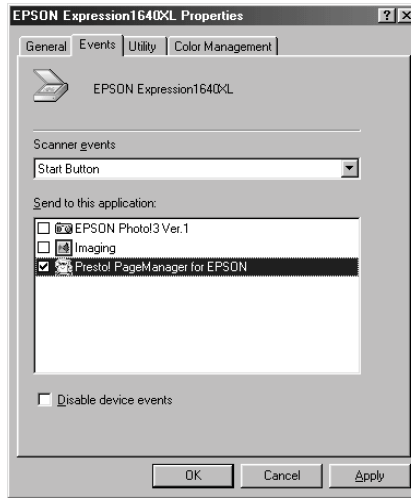 EPSON Expression1640XL Properties
General Events Utility Color Management
EPSON Expression1640XL
Scanner events
Start Button
Send to this application:
EPSON Photo!3 Ver.1
Imaging
Presto! PageManager for EPSON
Disable device events
OK Cancel Apply